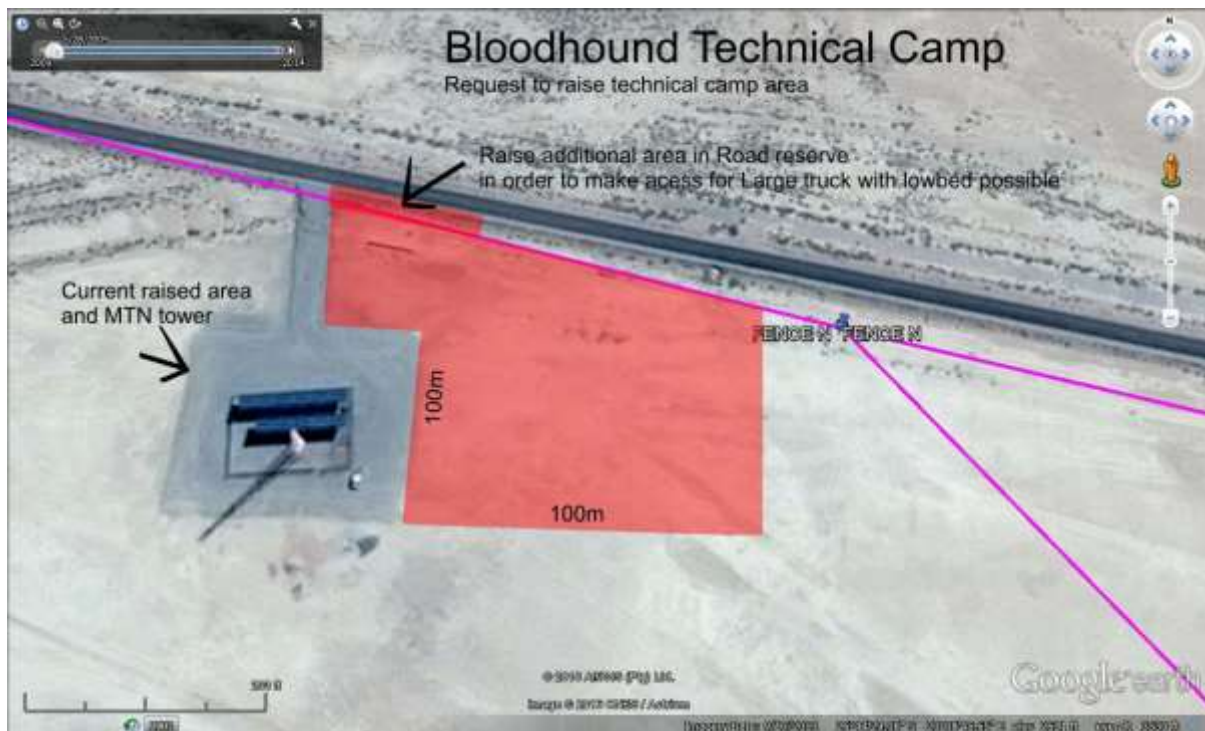 Bloodhound Technical Camp
Request to raise technical camp area
Raise additional area in Road reserve
in order to make acess for Large truck with lowbed possible
Current raised area
and MTN tower
FENCE N FENCE N
100m
100m
Google earth